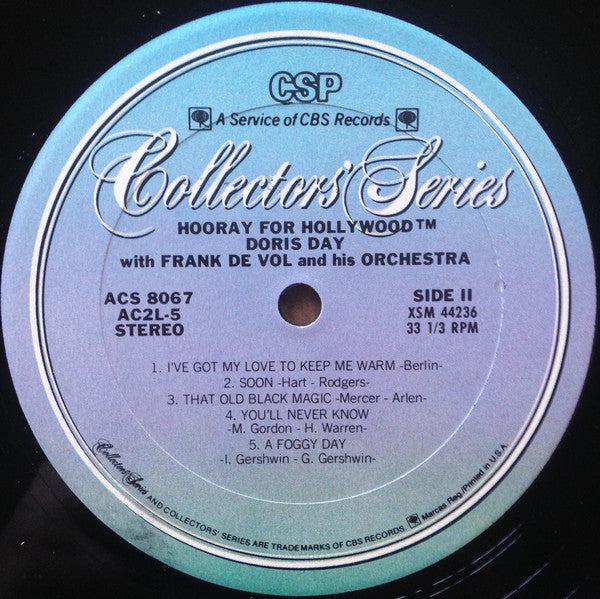 CSP
A Service of CBS Records
Collectors' Series
HOORAY FOR HOLLYWOOD™
DORIS DAY
with FRANK DE VOL and his ORCHESTRA
ACS 8067
AC2L-5
STEREO
SIDE II
XSM 44236
33 1/3 RPM
1. I'VE GOT MY LOVE TO KEEP ME WARM -Berlin-
2. SOON -Hart - Rodgers-
3. THAT OLD BLACK MAGIC -Mercer - Arlen-
4. YOU'LL NEVER KNOW
-M. Gordon - H. Warren-
5. A FOGGY DAY
-I. Gershwin - G. Gershwin-
Collectors' Series AND COLLECTORS' SERIES ARE TRADEMARKS OF CBS RECORDS. Marcas Reg./Printed in U.S.A.